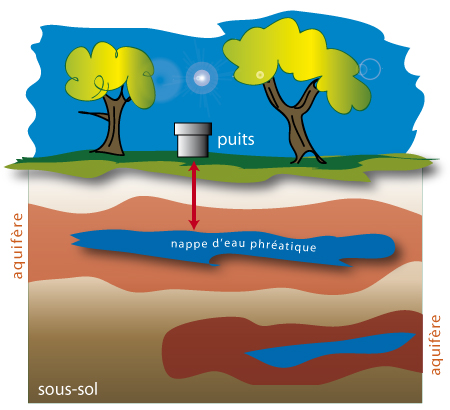 puits
aquifère
nappe d'eau phréatique
aquifère
sous-sol